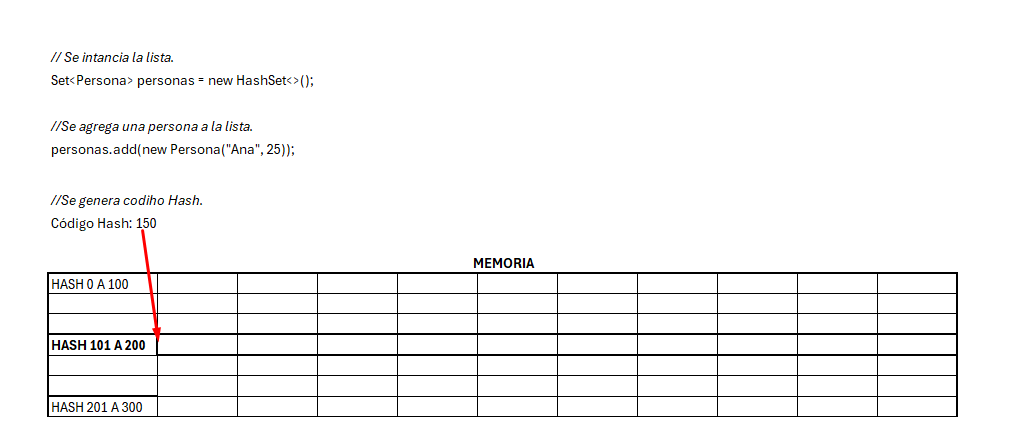 // Se intancia la lista.
Set<Persona> personas = new HashSet<>();
//Se agrega una persona a la lista.
personas.add(new Persona("Ana", 25));
//Se genera codiho Hash.
Código Hash: 150
MEMORIA
HASH 0 A 100
HASH 101 A 200
HASH 201 A 300